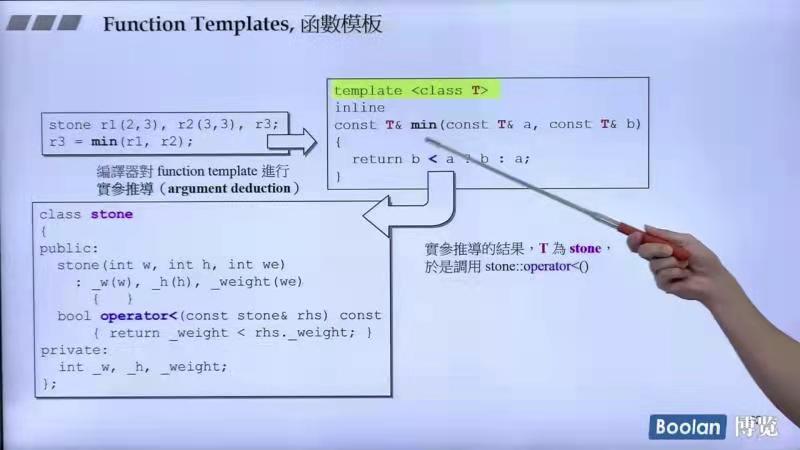 Function Templates, 函數模板
stone r1(2,3), r2(3,3), r3;
r3 = min(r1, r2);
編譯器對 function template 進行
實參推導（argument deduction）
template <class T>
inline
const T& min(const T& a, const T& b)
{
return b < a ? b : a;
}
class stone
{
public:
stone(int w, int h, int we)
: _w(w), _h(h), _weight(we)
{ }
bool operator<(const stone& rhs) const
{ return _weight < rhs._weight; }
private:
int _w, _h, _weight;
};
實參推導的結果，T 為 stone，
於是調用 stone::operator<()
Boolan 博览